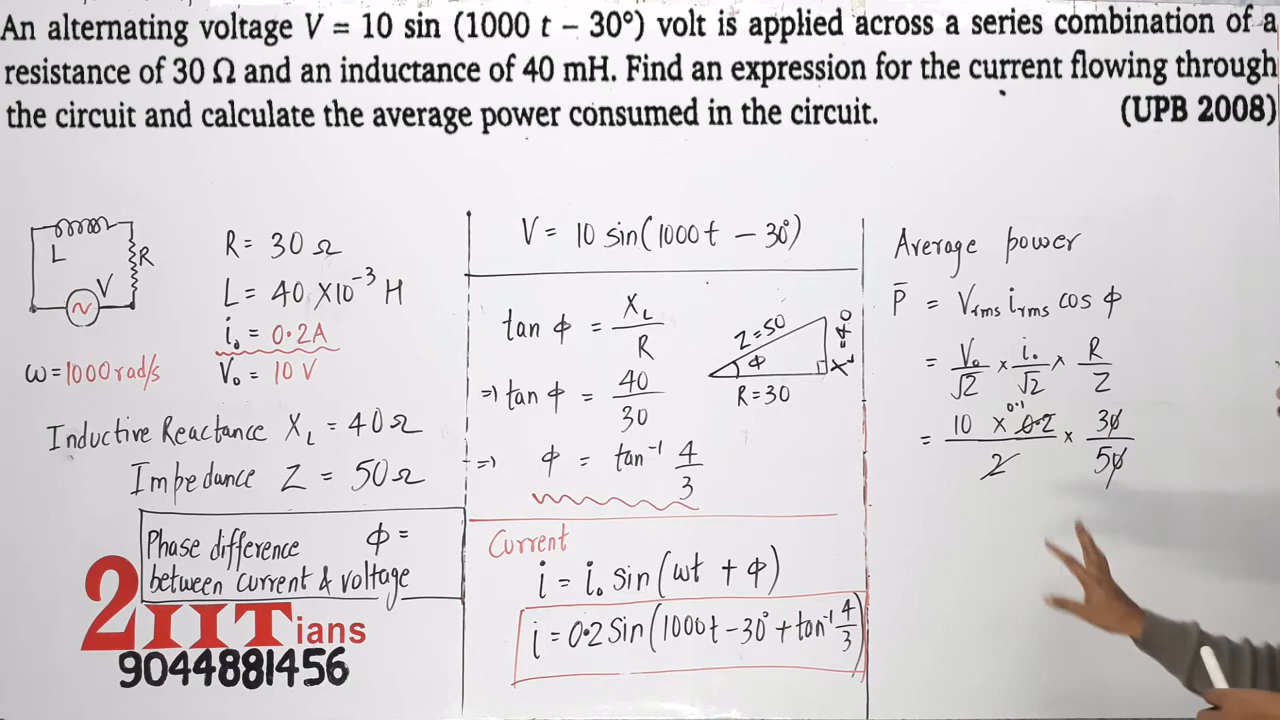 An alternating voltage V = 10 sin (1000 t – 30°) volt is applied across a series combination of a
resistance of 30 Ω and an inductance of 40 mH. Find an expression for the current flowing through
the circuit and calculate the average power consumed in the circuit. (UPB 2008)
L
R
V
ω = 1000 rad/s
R = 30 Ω
L = 40 × 10⁻³ H
i₀ = 0.2A
V₀ = 10 V
Inductive Reactance X_L = 40 Ω
Impedance Z = 50 Ω
Phase difference ϕ =
between current & voltage
2IITians
9044881456
V = 10 sin(1000t – 30°)
tan ϕ = X_L / R
⇒ tan ϕ = 40 / 30
⇒ ϕ = tan⁻¹ 4/3
Z = 50
ϕ
X_L = 40
R = 30
Current
i = i₀ sin(ωt + ϕ)
i = 0.2 Sin(1000t – 30° + tan⁻¹ 4/3)
Average power
P̄ = Vrms irms cos ϕ
= V₀/√2 × i₀/√2 × R/Z
0.1
= 10 × 0.2 / 2 × 30 / 50